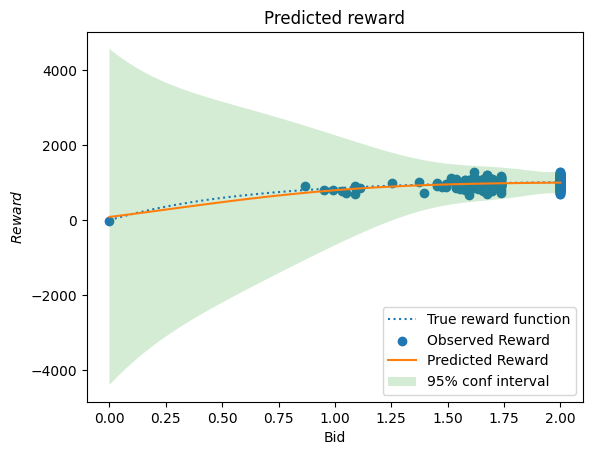 Predicted reward
4000
2000
0
−2000
−4000
Reward
True reward function
Observed Reward
Predicted Reward
95% conf interval
0.00 0.25 0.50 0.75 1.00 1.25 1.50 1.75 2.00
Bid